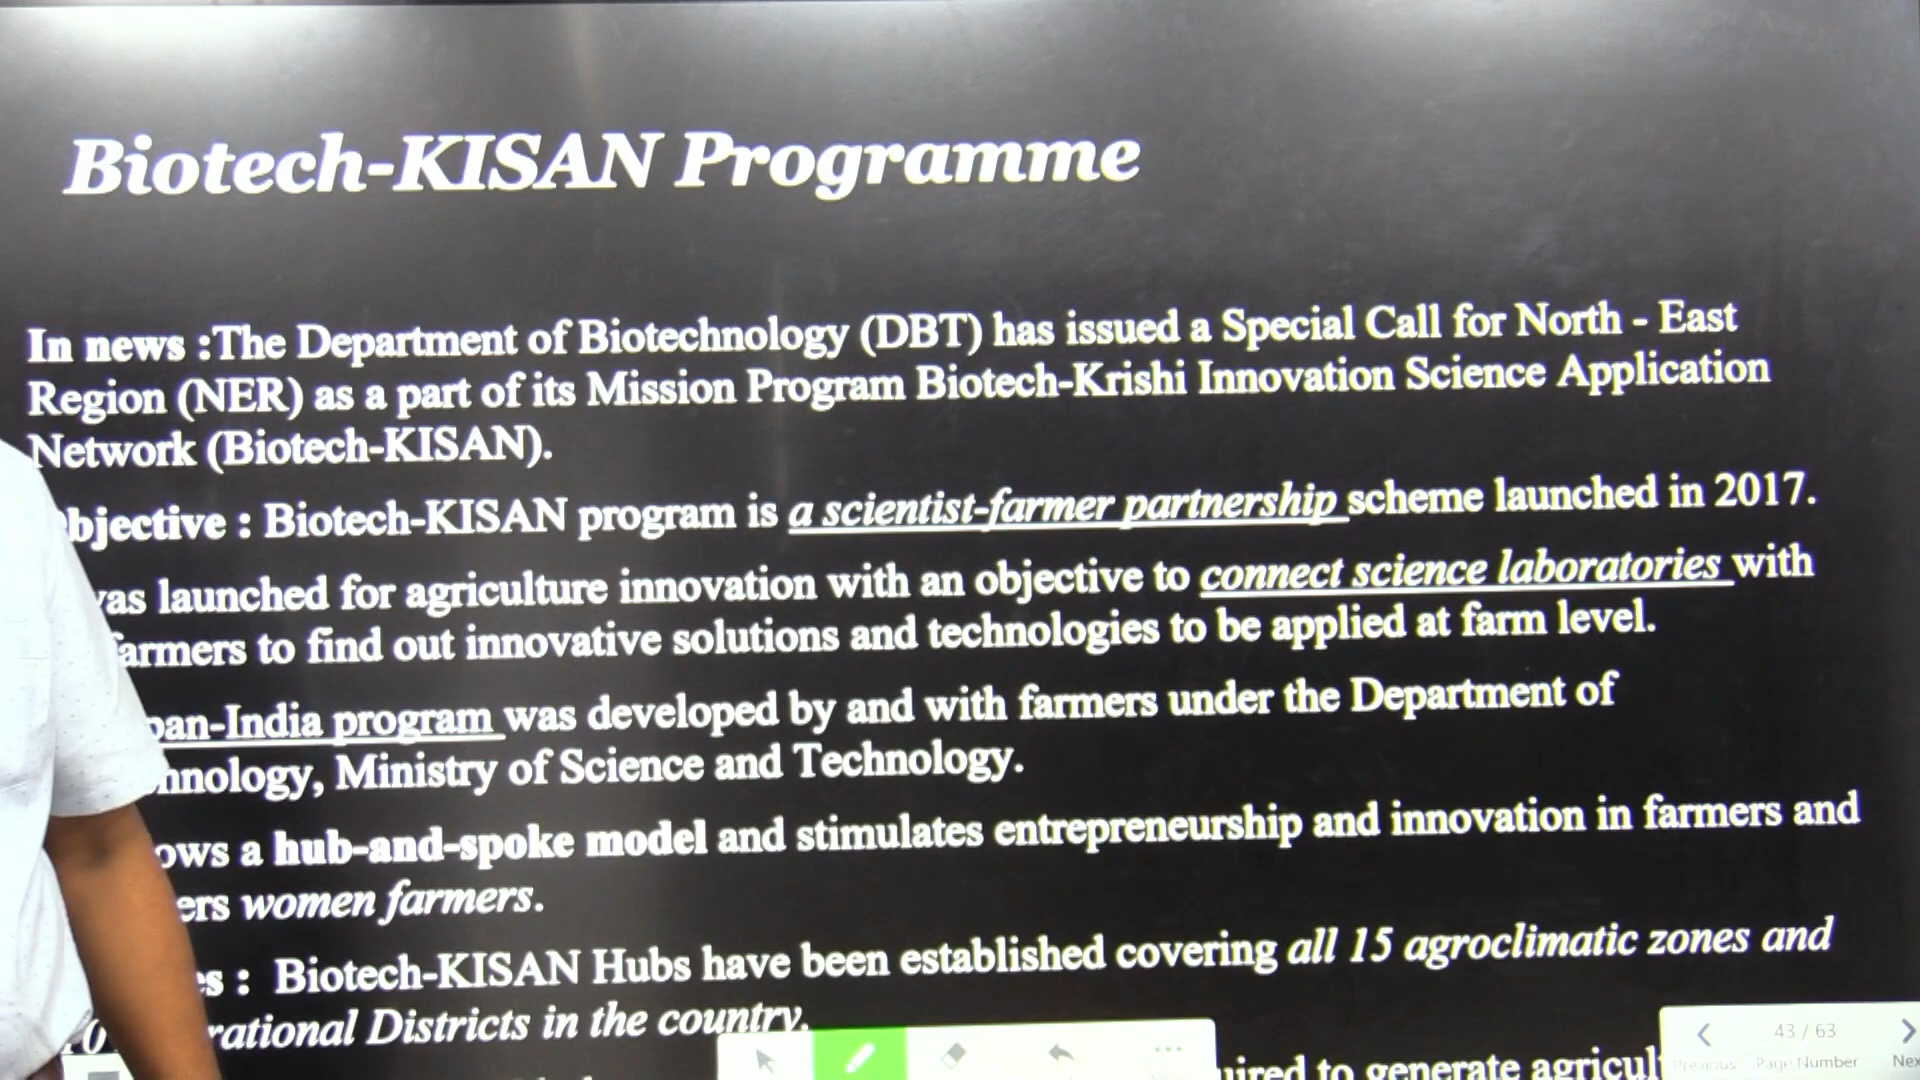 Biotech-KISAN Programme
In news :The Department of Biotechnology (DBT) has issued a Special Call for North - East
Region (NER) as a part of its Mission Program Biotech-Krishi Innovation Science Application
Network (Biotech-KISAN).
bjective : Biotech-KISAN program is a scientist-farmer partnership scheme launched in 2017.
as launched for agriculture innovation with an objective to connect science laboratories with
armers to find out innovative solutions and technologies to be applied at farm level.
pan-India program was developed by and with farmers under the Department of
hnology, Ministry of Science and Technology.
ows a hub-and-spoke model and stimulates entrepreneurship and innovation in farmers and
ers women farmers.
es : Biotech-KISAN Hubs have been established covering all 15 agroclimatic zones and
rational Districts in the country.
uired to generate agricul
43 / 63
Previous Page Number Nex